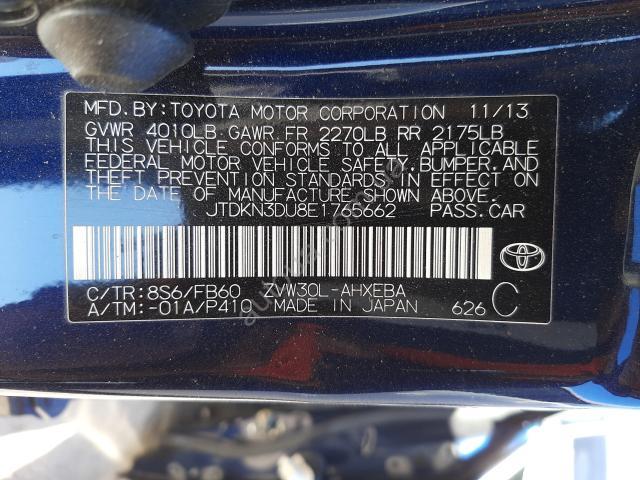 MFD. BY: TOYOTA MOTOR CORPORATION 11/13
GVWR 4010LB. GAWR. FR 2270LB RR 2175LB
THIS VEHICLE CONFORMS TO ALL APPLICABLE
FEDERAL MOTOR VEHICLE SAFETY, BUMPER, AND
THEFT PREVENTION STANDARDS IN EFFECT ON
THE DATE OF MANUFACTURE SHOWN ABOVE.
JTDKN3DU8E1765662 PASS. CAR
C/TR: 8S6/FB60 ZVW30L-AHXEBA
A/TM: -01A/P410 MADE IN JAPAN 626 C